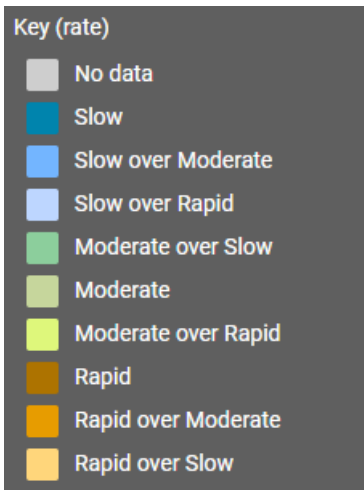 Key (rate)
No data
Slow
Slow over Moderate
Slow over Rapid
Moderate over Slow
Moderate
Moderate over Rapid
Rapid
Rapid over Moderate
Rapid over Slow